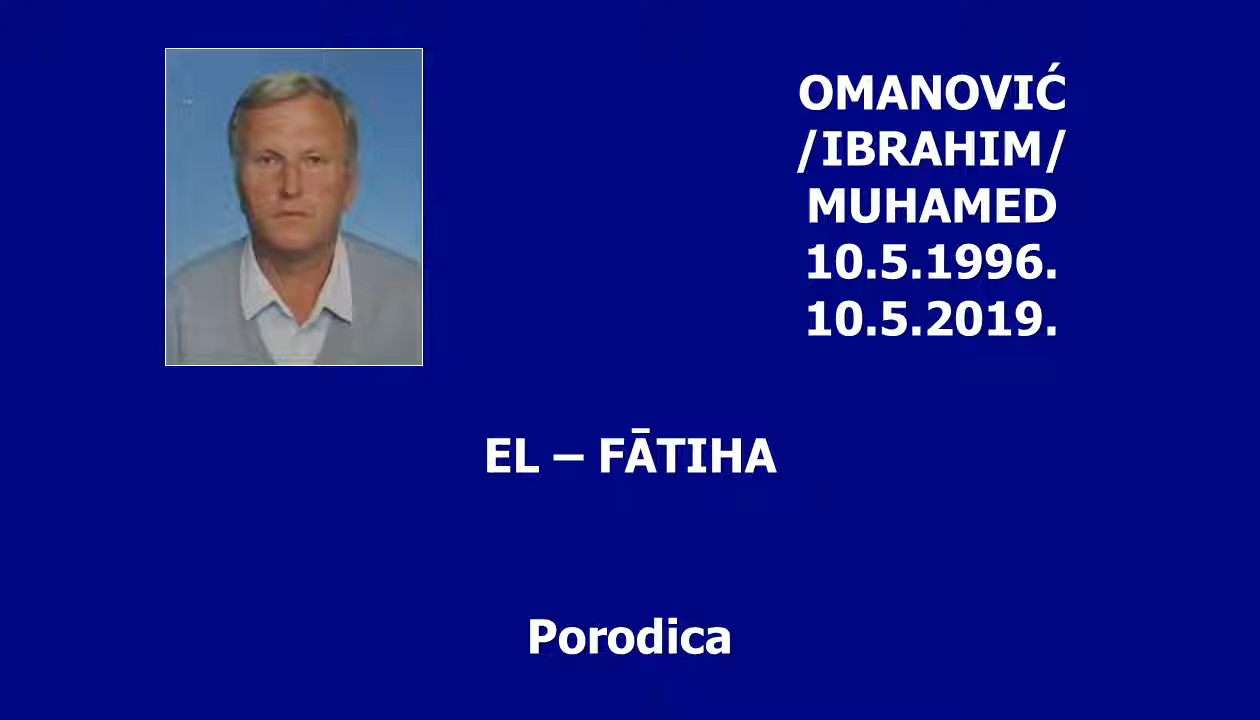 OMANOVIĆ
/IBRAHIM/
MUHAMED
10.5.1996.
10.5.2019.
EL – FĀTIHA
Porodica